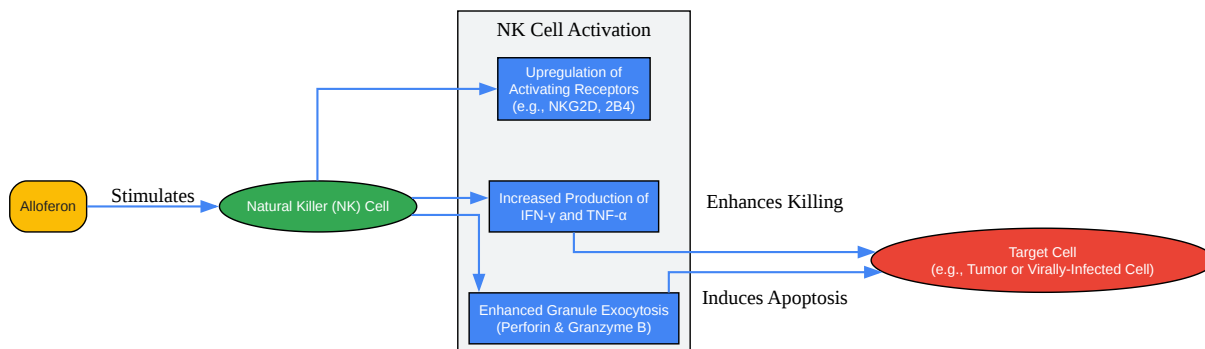 NK Cell Activation
Upregulation of
Activating Receptors
(e.g., NKG2D, 2B4)
Alloferon
Stimulates
Natural Killer (NK) Cell
Increased Production of
IFN-γ and TNF-α
Enhances Killing
Target Cell
(e.g., Tumor or Virally-Infected Cell)
Enhanced Granule Exocytosis
(Perforin & Granzyme B)
Induces Apoptosis